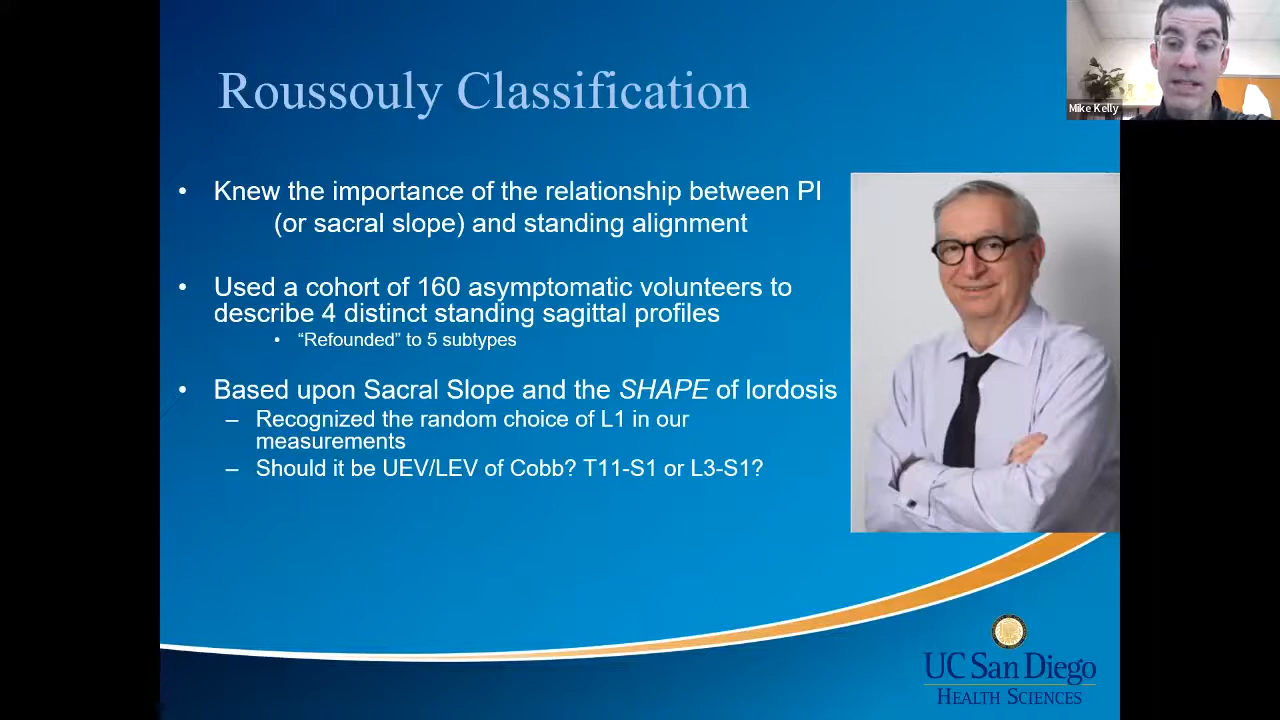 Mike Kelly
Roussouly Classification
• Knew the importance of the relationship between PI
(or sacral slope) and standing alignment
• Used a cohort of 160 asymptomatic volunteers to
describe 4 distinct standing sagittal profiles
• “Refounded” to 5 subtypes
• Based upon Sacral Slope and the SHAPE of lordosis
– Recognized the random choice of L1 in our
measurements
– Should it be UEV/LEV of Cobb? T11-S1 or L3-S1?
UC San Diego
HEALTH SCIENCES